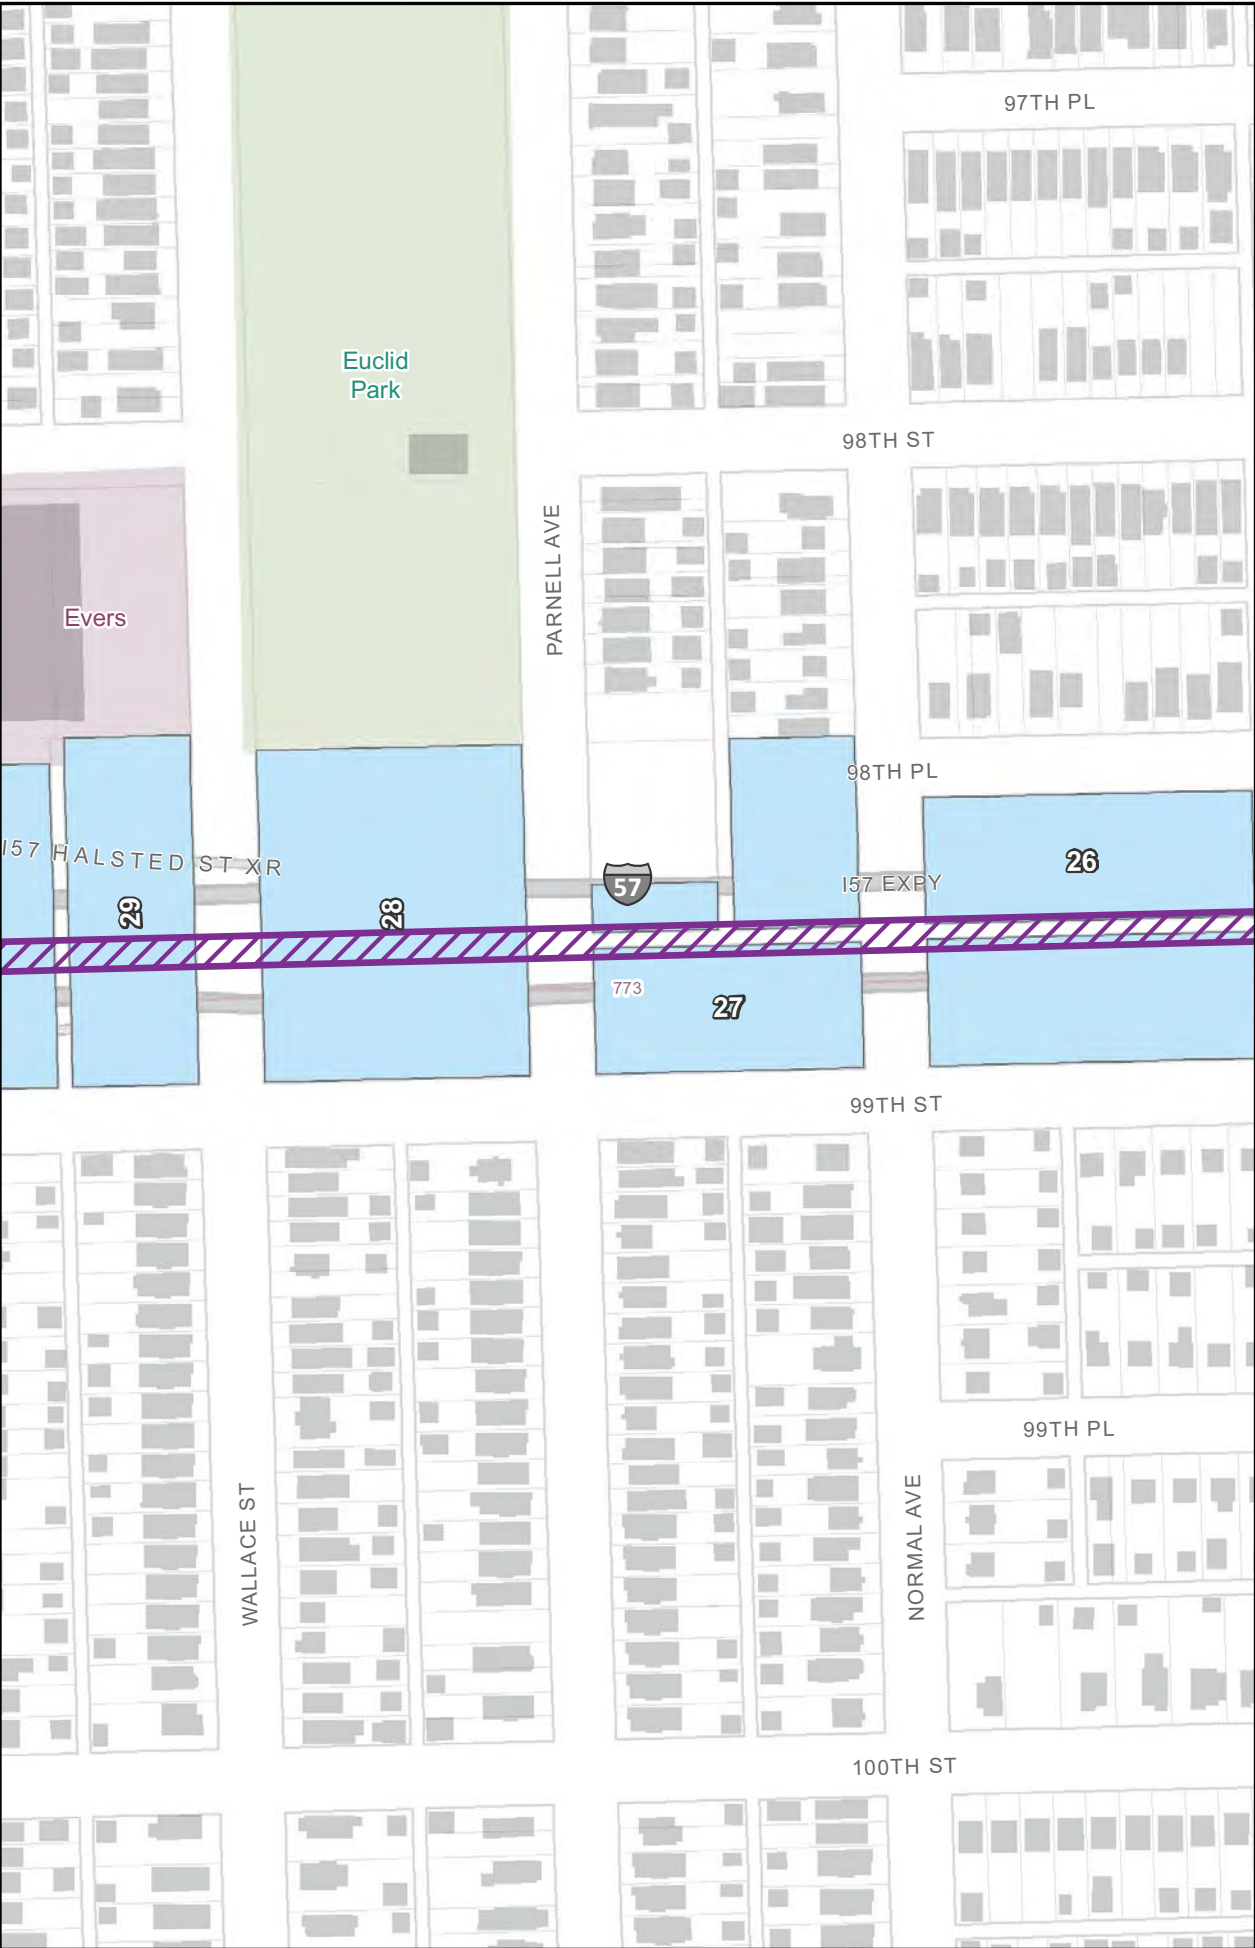 97TH PL
Euclid
Park
98TH ST
PARNELL AVE
Evers
98TH PL
I57 HALSTED ST XR
26
57
I57 EXPY
29
28
773
27
99TH ST
99TH PL
WALLACE ST
NORMAL AVE
100TH ST